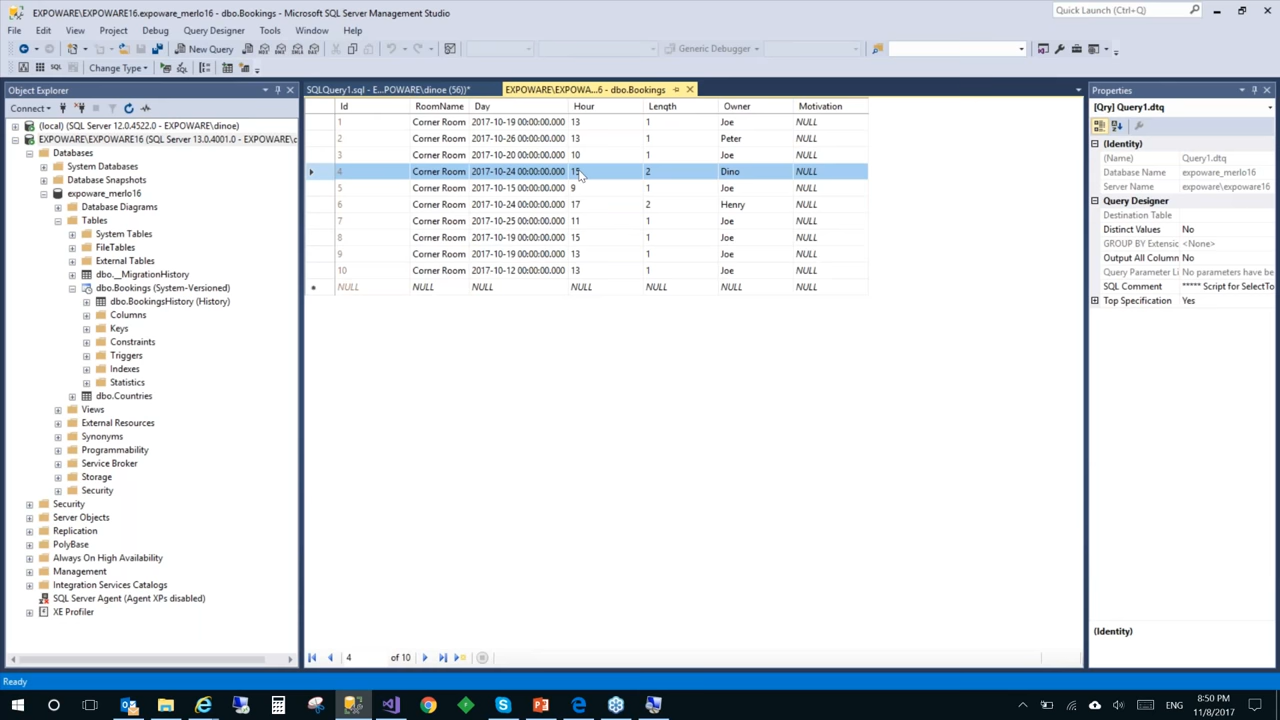 EXPOWARE\EXPOWARE16.expoware_merlo16 - dbo.Bookings - Microsoft SQL Server Management Studio
Quick Launch (Ctrl+Q)
File Edit View Project Debug Query Designer Tools Window Help
New Query
Generic Debugger
Change Type
Object Explorer
SQLQuery1.sql - E...POWARE\dinoe (56))*
EXPOWARE\EXPOWA...6 - dbo.Bookings
Properties
Connect
(local) (SQL Server 12.0.4522.0 - EXPOWARE\dinoe)
EXPOWARE\EXPOWARE16 (SQL Server 13.0.4001.0 - EXPOWARE\
Databases
System Databases
Database Snapshots
expoware_merlo16
Database Diagrams
Tables
System Tables
FileTables
External Tables
dbo.__MigrationHistory
dbo.Bookings (System-Versioned)
dbo.BookingsHistory (History)
Columns
Keys
Constraints
Triggers
Indexes
Statistics
dbo.Countries
Views
External Resources
Synonyms
Programmability
Service Broker
Storage
Security
Security
Server Objects
Replication
PolyBase
Always On High Availability
Management
Integration Services Catalogs
SQL Server Agent (Agent XPs disabled)
XE Profiler
Id RoomName Day Hour Length Owner Motivation
1 Corner Room 2017-10-19 00:00:00.000 13 1 Joe NULL
2 Corner Room 2017-10-26 00:00:00.000 13 1 Peter NULL
3 Corner Room 2017-10-20 00:00:00.000 10 1 Joe NULL
4 Corner Room 2017-10-24 00:00:00.000 15 2 Dino NULL
5 Corner Room 2017-10-15 00:00:00.000 9 1 Joe NULL
6 Corner Room 2017-10-24 00:00:00.000 17 2 Henry NULL
7 Corner Room 2017-10-25 00:00:00.000 11 1 Joe NULL
8 Corner Room 2017-10-19 00:00:00.000 15 1 Joe NULL
9 Corner Room 2017-10-19 00:00:00.000 13 1 Joe NULL
10 Corner Room 2017-10-12 00:00:00.000 13 1 Joe NULL
NULL NULL NULL NULL NULL NULL NULL
4 of 10
[Qry] Query1.dtq
(Identity)
(Name) Query1.dtq
Database Name expoware_merlo16
Server Name expoware\expoware16
Query Designer
Destination Table
Distinct Values No
GROUP BY Extensic <None>
Output All Column No
Query Parameter Li No parameters have be
SQL Comment ***** Script for SelectTo
Top Specification Yes
(Identity)
Ready
ENG
8:50 PM
11/8/2017